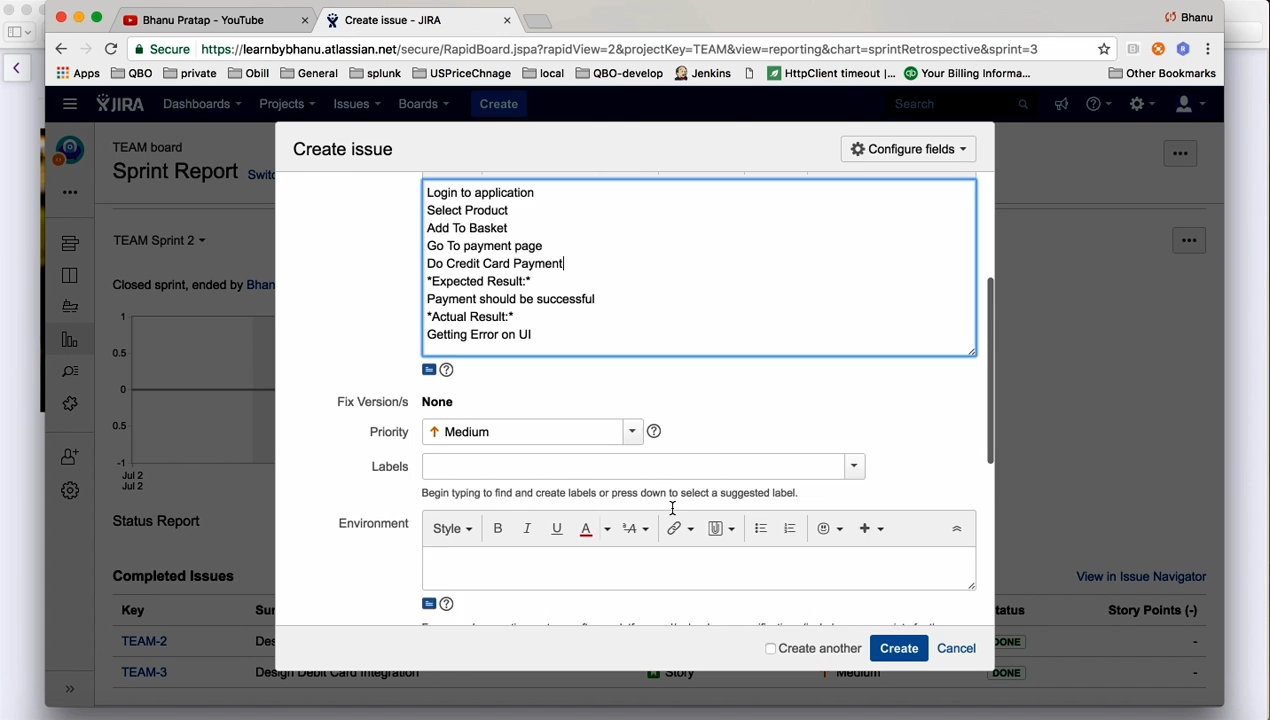 Bhanu Pratap - YouTube
Create issue - JIRA
Bhanu
Secure
https://learnbybhanu.atlassian.net/secure/RapidBoard.jspa?rapidView=2&projectKey=TEAM&view=reporting&chart=sprintRetrospective&sprint=3
Apps QBO private Obill General splunk USPriceChnage local QBO-develop Jenkins HttpClient timeout |... Your Billing Informa... Other Bookmarks
JIRA Dashboards Projects Issues Boards Create Search
TEAM board
Sprint Report
TEAM Sprint 2
Closed sprint, ended by
1
0.5
0
0.5
-1
Jul 2
Jul 2
Status Report
Completed Issues
View in Issue Navigator
Key
Story Points (-)
TEAM-2
DONE
-
TEAM-3
Design Debit Card Integration
Story
Medium
DONE
-
Create issue
Configure fields
Login to application
Select Product
Add To Basket
Go To payment page
Do Credit Card Payment
*Expected Result:*
Payment should be successful
*Actual Result:*
Getting Error on UI
Fix Version/s None
Priority Medium
Labels
Begin typing to find and create labels or press down to select a suggested label.
Environment
Style B I U A
Create another Create Cancel